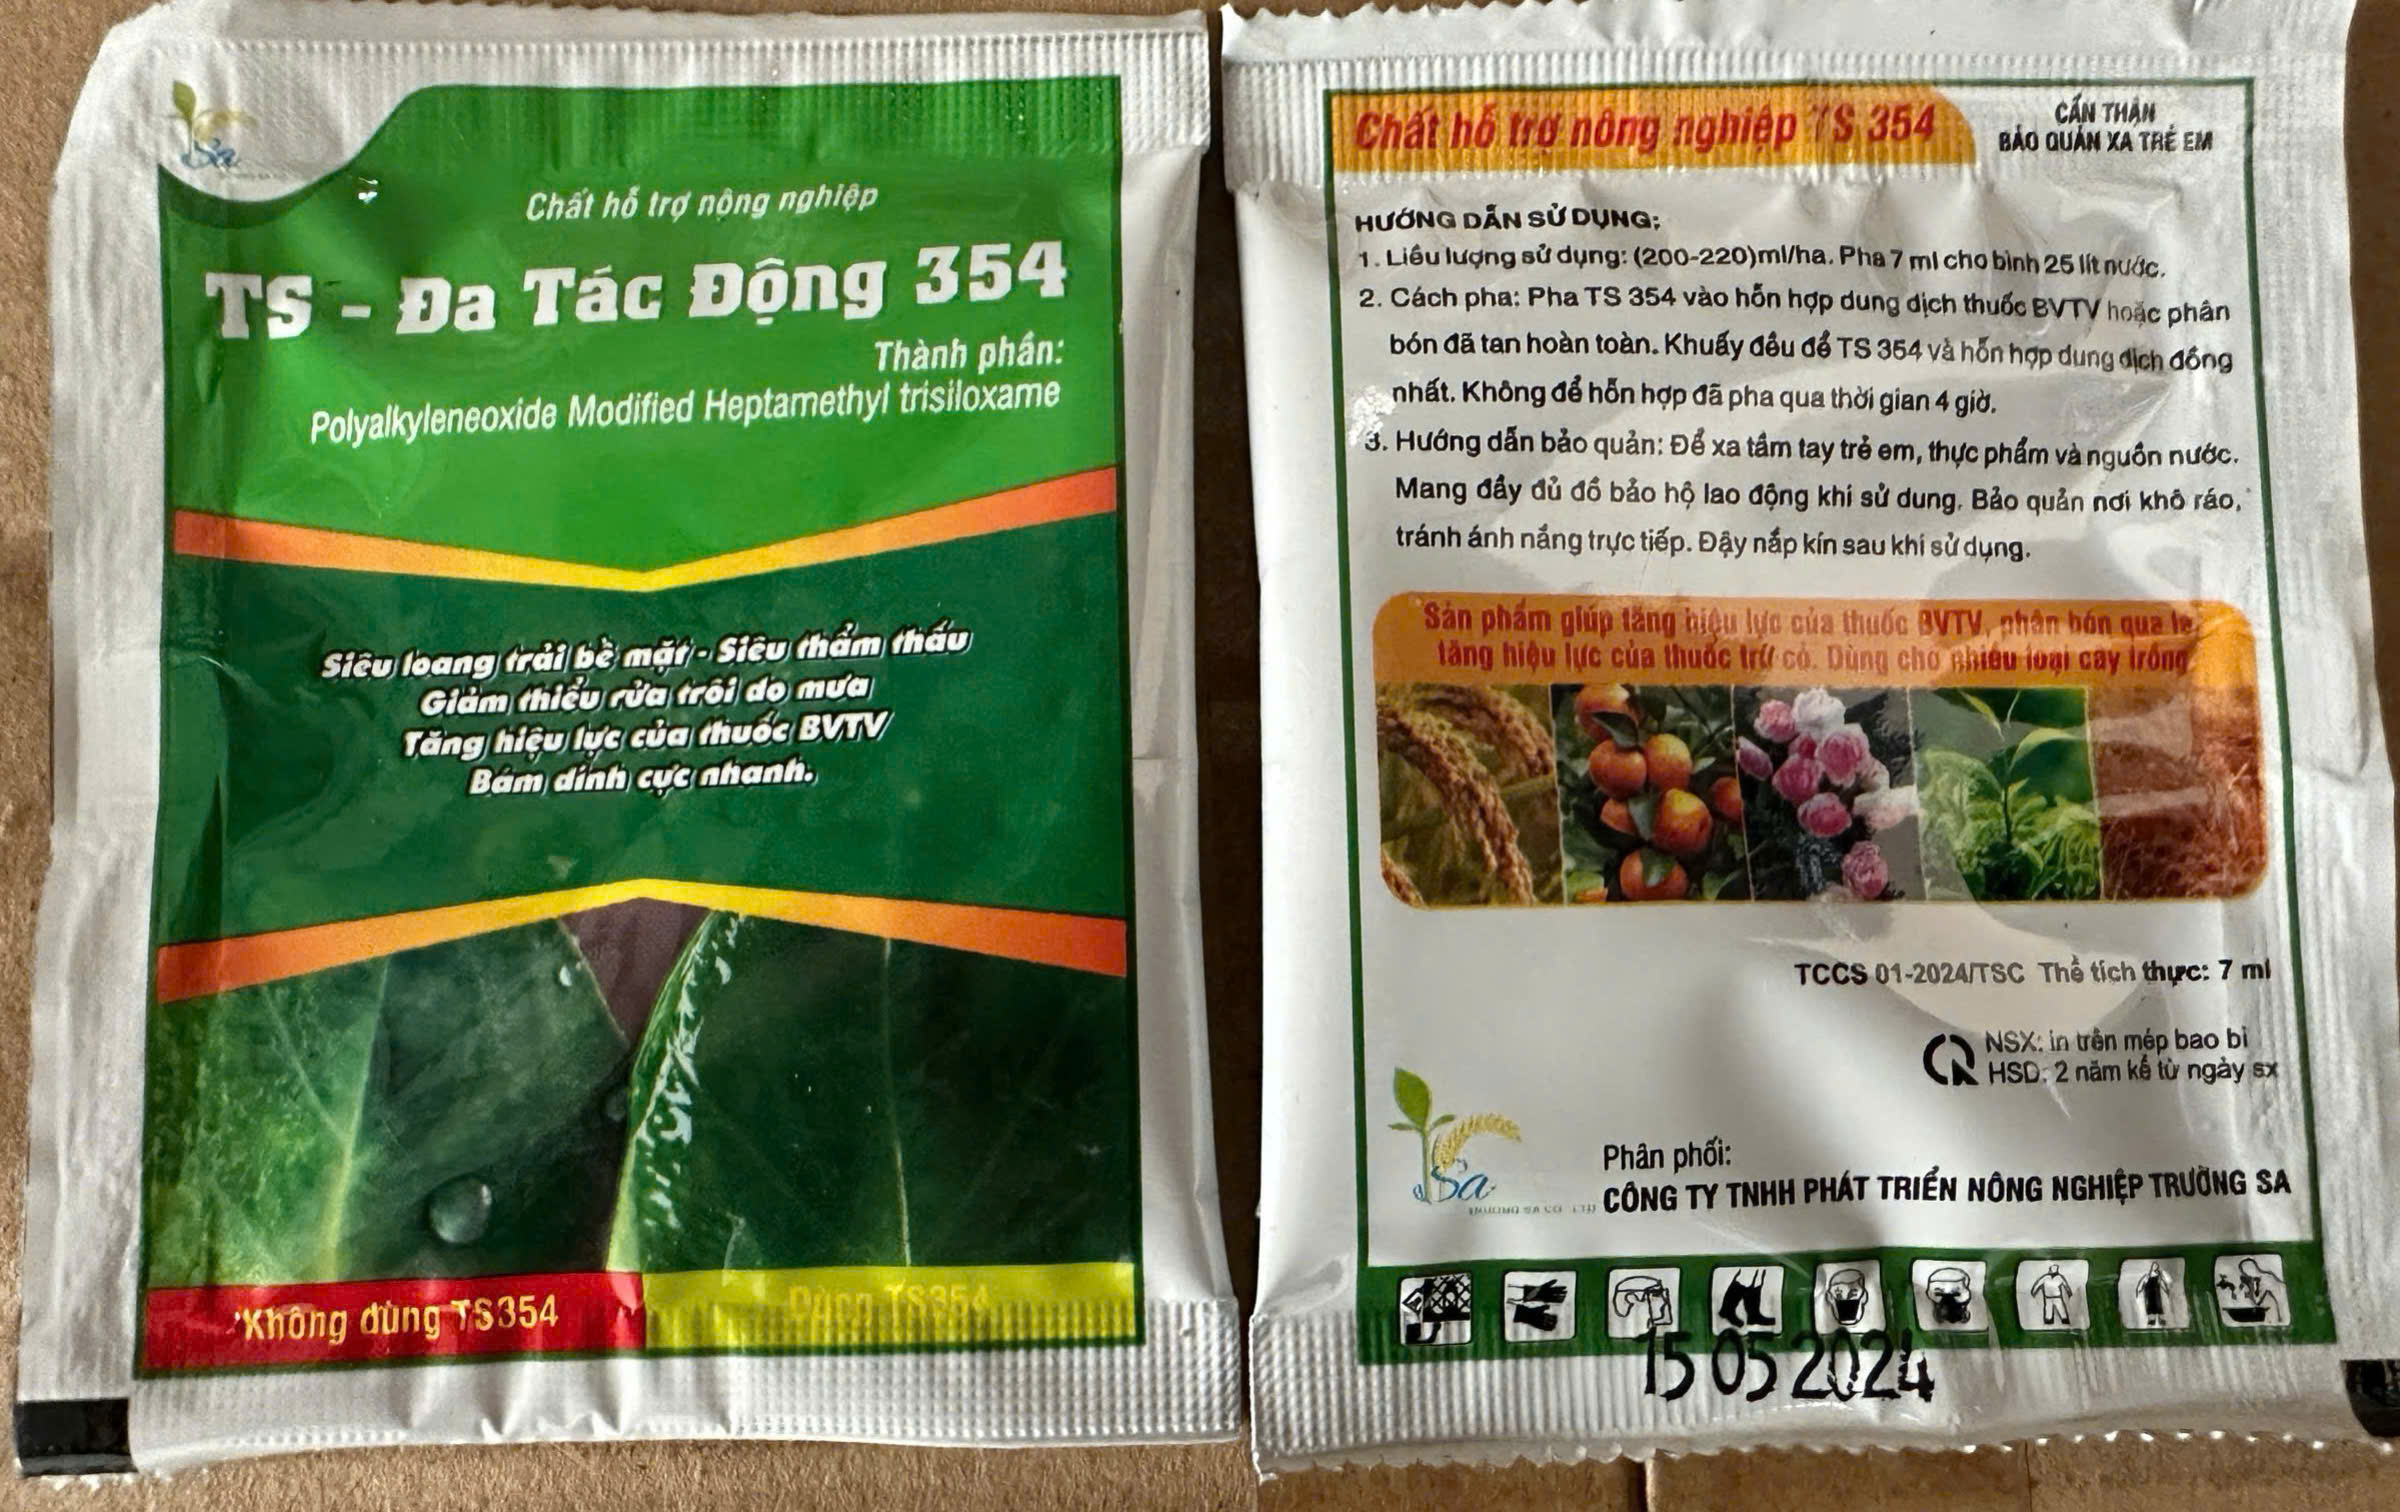 Sa
Chất hỗ trợ nông nghiệp
TS - Đa Tác Động 354
Thành phần:
Polyalkyleneoxide Modified Heptamethyl trisiloxame
Siêu loang trải bề mặt - Siêu thẩm thấu
Giảm thiểu rửa trôi do mưa
Tăng hiệu lực của thuốc BVTV
Bám dính cực nhanh.
Không dùng TS354
Dùng TS354
Chất hỗ trợ nông nghiệp TS 354
CẨN THẬN
BẢO QUẢN XA TRẺ EM
HƯỚNG DẪN SỬ DỤNG:
1. Liều lượng sử dụng: (200-220)ml/ha. Pha 7 ml cho bình 25 lít nước.
2. Cách pha: Pha TS 354 vào hỗn hợp dung dịch thuốc BVTV hoặc phân
bón đã tan hoàn toàn. Khuấy đều để TS 354 và hỗn hợp dung dịch đồng
nhất. Không để hỗn hợp đã pha qua thời gian 4 giờ.
3. Hướng dẫn bảo quản: Để xa tầm tay trẻ em, thực phẩm và nguồn nước.
Mang đầy đủ đồ bảo hộ lao động khi sử dung. Bảo quản nơi khô ráo,
tránh ánh nắng trực tiếp. Đậy nắp kín sau khi sử dụng.
Sản phẩm giúp tăng hiệu lực của thuốc BVTV, phân bón qua lá,
tăng hiệu lực của thuốc trừ cỏ. Dùng cho nhiều loại cây trồng
TCCS 01-2024/TSC Thể tích thực: 7 ml
NSX: in trên mép bao bì
HSD: 2 năm kể từ ngày sx
Sa
TRUONG SA CO., LTD
Phân phối:
CÔNG TY TNHH PHÁT TRIỂN NÔNG NGHIỆP TRƯỜNG SA
15 05 2024